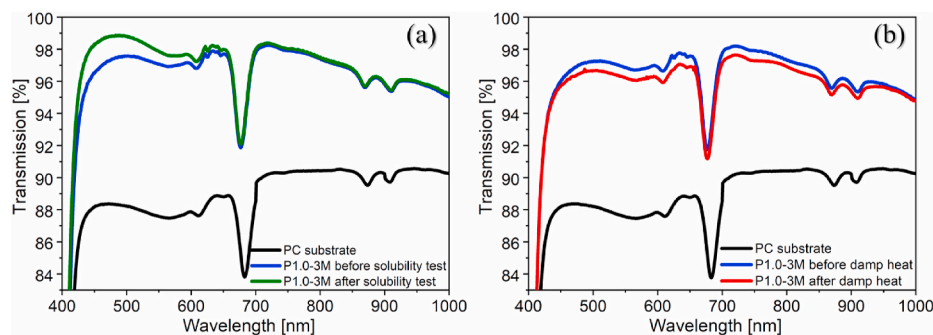 (a)
Transmission [%]
100
98
96
94
92
90
88
86
84
PC substrate
P1.0-3M before solubility test
P1.0-3M after solubility test
400 500 600 700 800 900 1000
Wavelength [nm]
(b)
Transmission [%]
100
98
96
94
92
90
88
86
84
PC substrate
P1.0-3M before damp heat
P1.0-3M after damp heat
400 500 600 700 800 900 1000
Wavelength [nm]